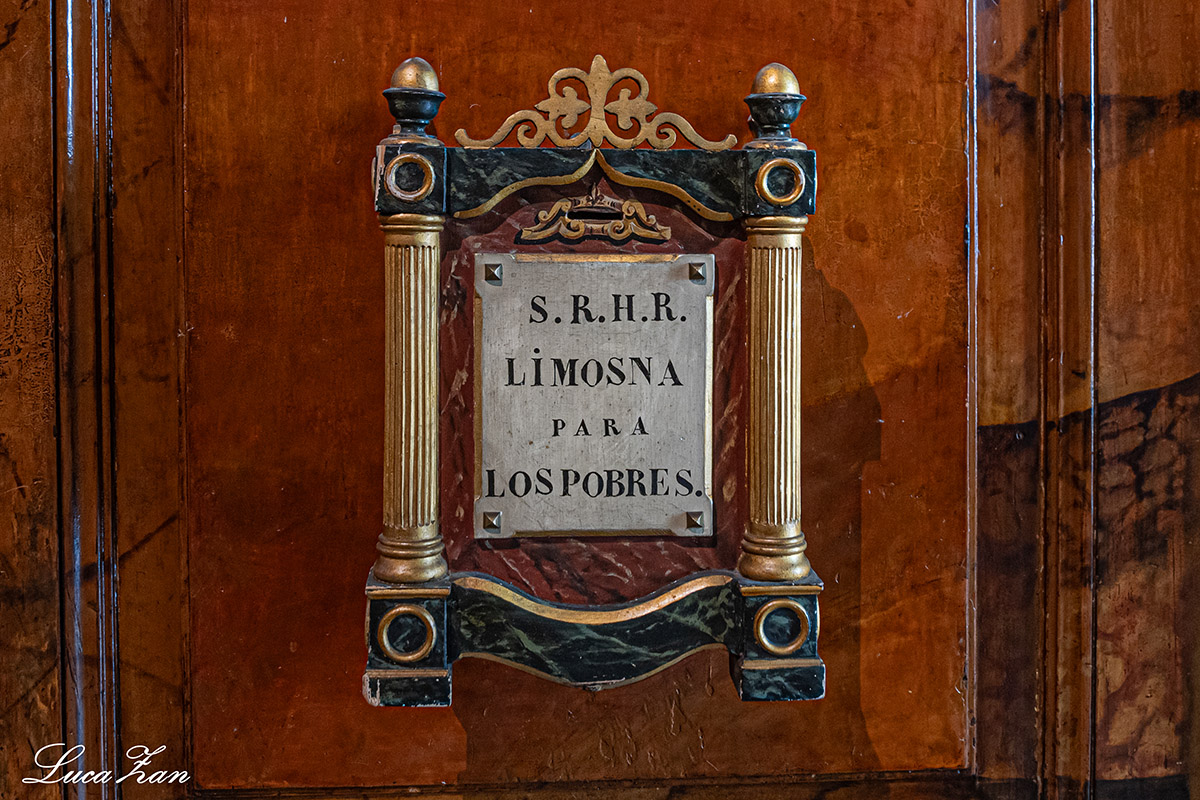 S.R.H.R.
LiMOSNA
PARA
LOS POBRES.
Luca Zan